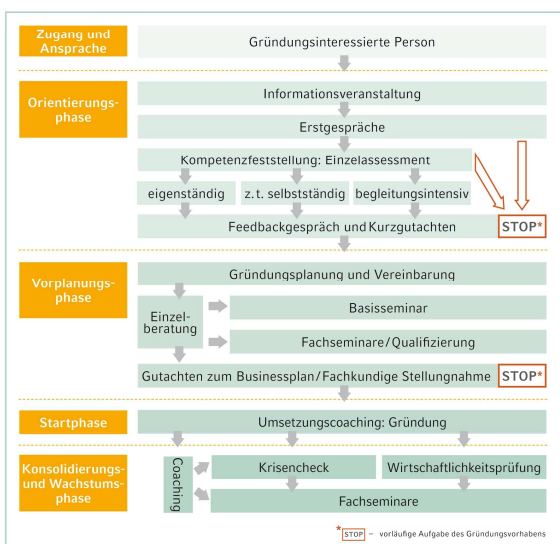 Zugang und
Ansprache
Gründungsinteressierte Person
Orientierungs-
phase
Informationsveranstaltung
Erstgespräche
Kompetenzfeststellung: Einzelassessment
eigenständig
z.t. selbstständig
begleitungsintensiv
Feedbackgespräch und Kurzgutachten
STOP*
Vorplanungs-
phase
Gründungsplanung und Vereinbarung
Einzel-
beratung
Basisseminar
Fachseminare/Qualifizierung
Gutachten zum Businessplan/Fachkundige Stellungnahme
STOP*
Startphase
Umsetzungscoaching: Gründung
Konsolidierungs-
und Wachstums-
phase
Coaching
Krisencheck
Wirtschaftlichkeitsprüfung
Fachseminare
* STOP – vorläufige Aufgabe des Gründungsvorhabens